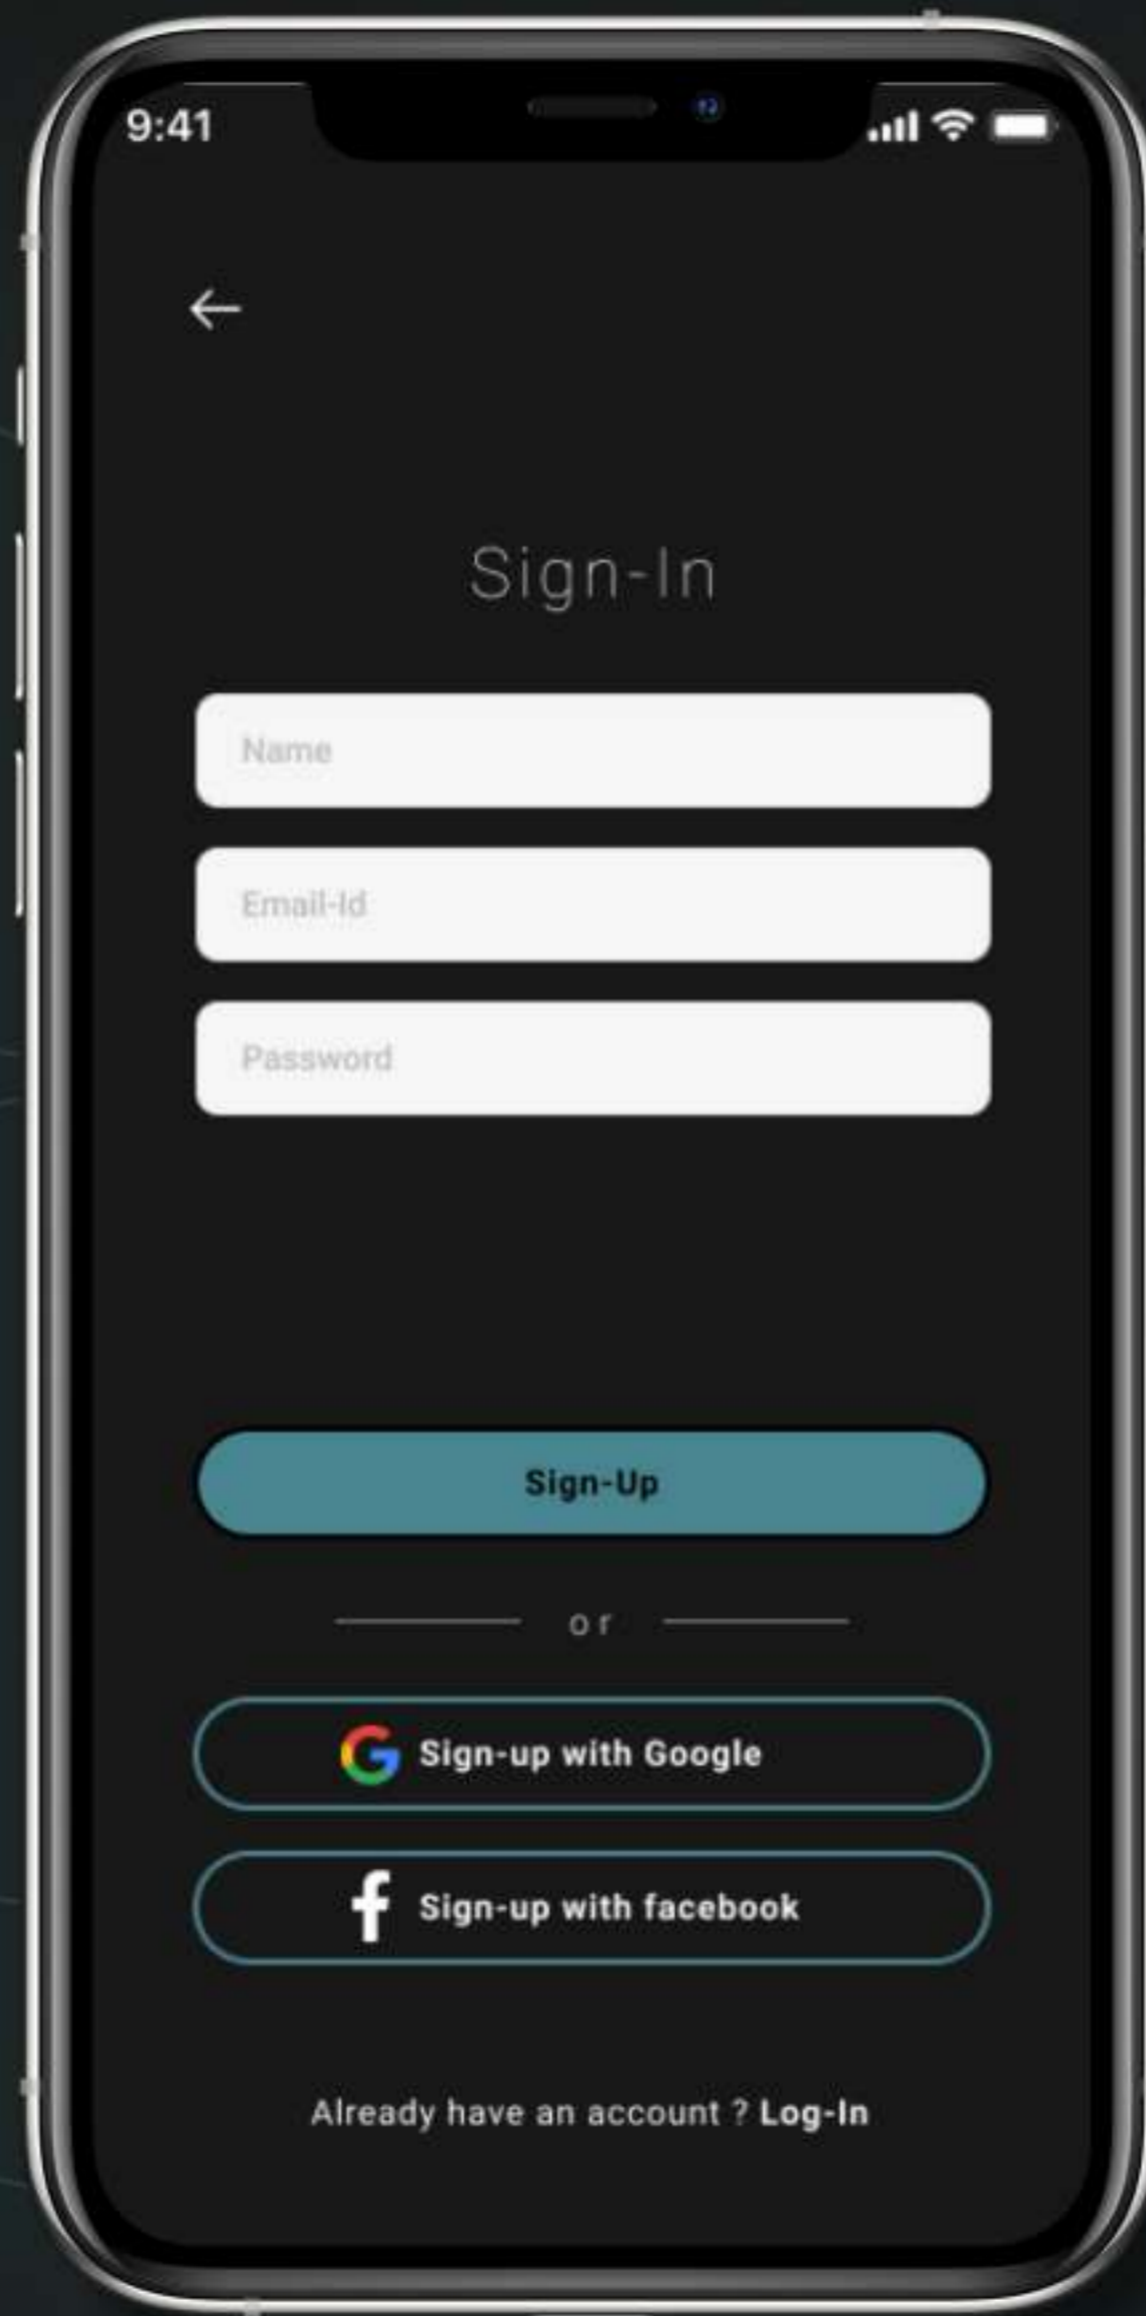 9:41
Sign-In
Name
Email-Id
Password
Sign-Up
or
Sign-up with Google
Sign-up with facebook
Already have an account ? Log-In